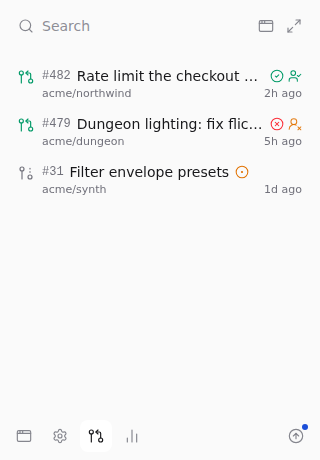 Search
#482 Rate limit the checkout ...
acme/northwind 2h ago
#479 Dungeon lighting: fix flic...
acme/dungeon 5h ago
#31 Filter envelope presets
acme/synth 1d ago